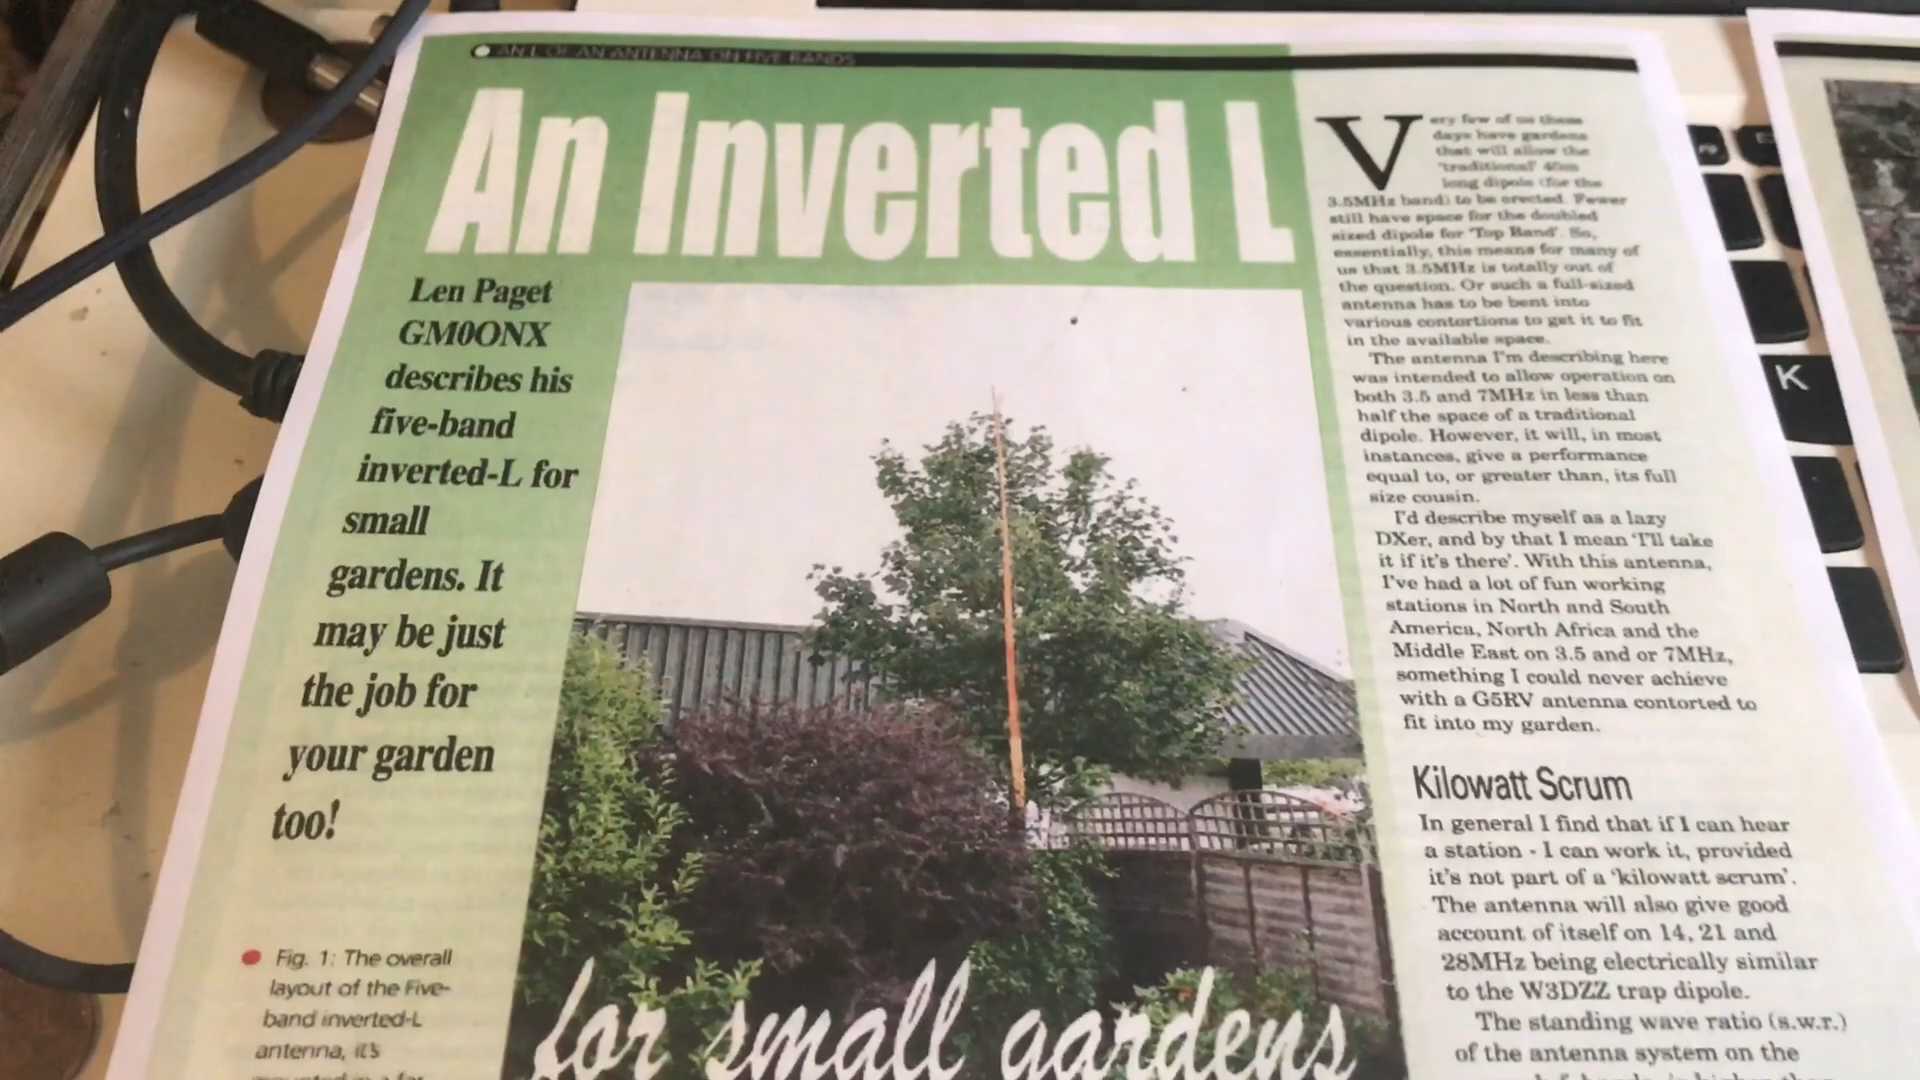 AN L OF AN ANTENNA ON FIVE BANDS
An Inverted L
Len Paget
GM0ONX
describes his
five-band
inverted-L for
small
gardens. It
may be just
the job for
your garden
too!
Fig. 1: The overall
layout of the Five-
band inverted-L
antenna, it's
for small gardens
Very few of us these
days have gardens
that will allow the
'traditional' 40m
long dipole (for the
3.5MHz band) to be erected. Fewer
still have space for the doubled
sized dipole for 'Top Band'. So,
essentially, this means for many of
us that 3.5MHz is totally out of
the question. Or such a full-sized
antenna has to be bent into
various contortions to get it to fit
in the available space.
The antenna I'm describing here
was intended to allow operation on
both 3.5 and 7MHz in less than
half the space of a traditional
dipole. However, it will, in most
instances, give a performance
equal to, or greater than, its full
size cousin.
I'd describe myself as a lazy
DXer, and by that I mean 'I'll take
it if it's there'. With this antenna,
I've had a lot of fun working
stations in North and South
America, North Africa and the
Middle East on 3.5 and or 7MHz,
something I could never achieve
with a G5RV antenna contorted to
fit into my garden.
Kilowatt Scrum
In general I find that if I can hear
a station - I can work it, provided
it's not part of a 'kilowatt scrum'.
The antenna will also give good
account of itself on 14, 21 and
28MHz being electrically similar
to the W3DZZ trap dipole.
The standing wave ratio (s.w.r.)
of the antenna system on the
K